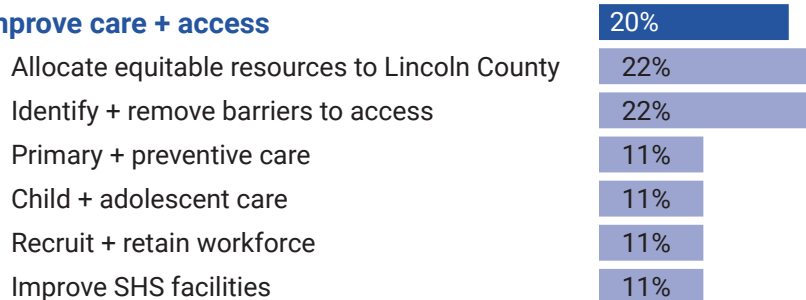 mprove care + access 20%
Allocate equitable resources to Lincoln County 22%
Identify + remove barriers to access 22%
Primary + preventive care 11%
Child + adolescent care 11%
Recruit + retain workforce 11%
Improve SHS facilities 11%